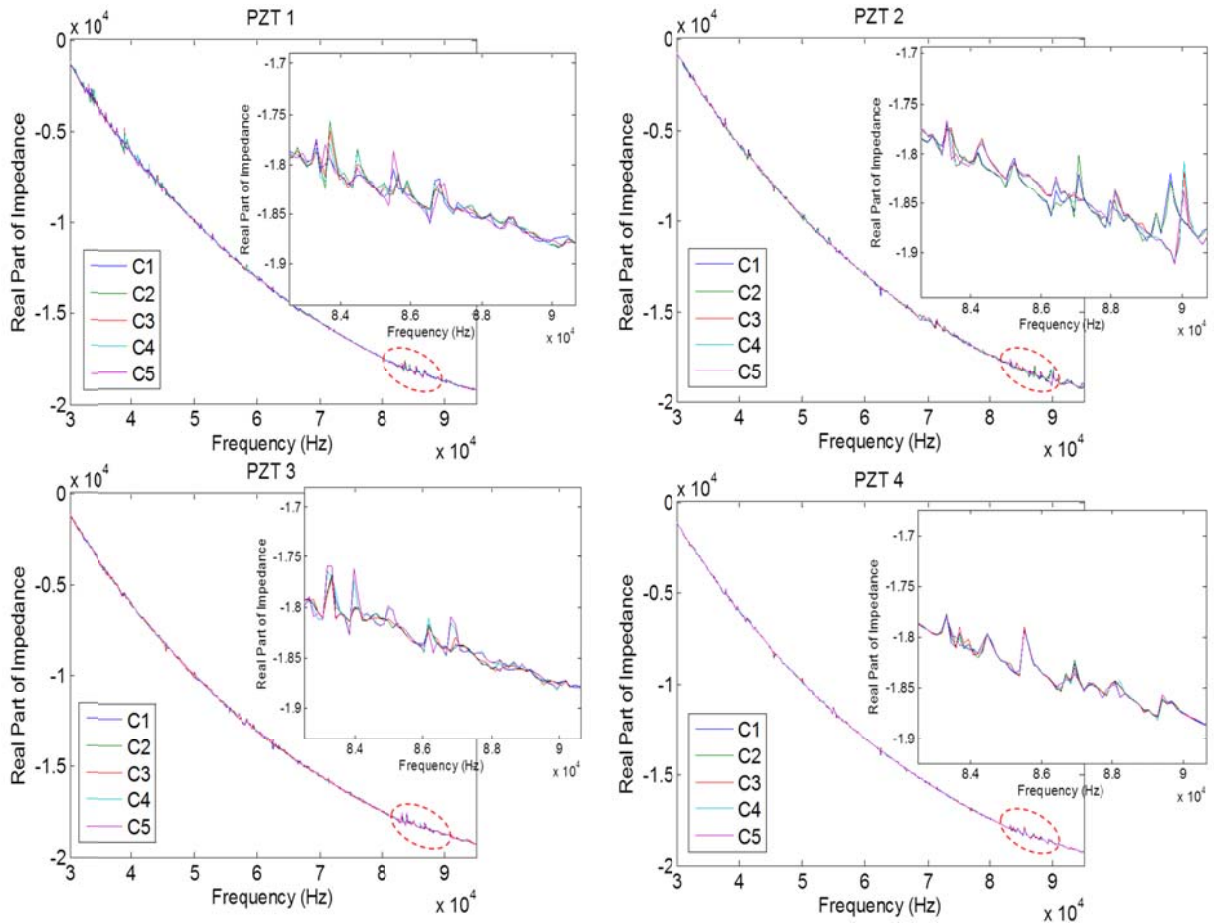 PZT 1
x 10^4
Real Part of Impedance
0
-0.5
-1
-1.5
-2
3 4 5 6 7 8 9
Frequency (Hz)
x 10^4
C1
C2
C3
C4
C5
Real Part of Impedance
-1.7
-1.75
-1.8
-1.85
-1.9
8.4 8.6 8.8 9
Frequency (Hz)
x 10^4
PZT 2
x 10^4
Real Part of Impedance
0
-0.5
-1
-1.5
-2
3 4 5 6 7 8 9
Frequency (Hz)
x 10^4
C1
C2
C3
C4
C5
Real Part of Impedance
-1.7
-1.75
-1.8
-1.85
-1.9
8.4 8.6 8.8 9
Frequency (Hz)
x 10^4
PZT 3
x 10^4
Real Part of Impedance
0
-0.5
-1
-1.5
-2
3 4 5 6 7 8 9
Frequency (Hz)
x 10^4
C1
C2
C3
C4
C5
Real Part of Impedance
-1.7
-1.75
-1.8
-1.85
-1.9
8.4 8.6 8.8 9
Frequency (Hz)
x 10^4
PZT 4
x 10^4
Real Part of Impedance
0
-0.5
-1
-1.5
-2
3 4 5 6 7 8 9
Frequency (Hz)
x 10^4
C1
C2
C3
C4
C5
Real Part of Impedance
-1.7
-1.75
-1.8
-1.85
-1.9
8.4 8.6 8.8 9
Frequency (Hz)
x 10^4